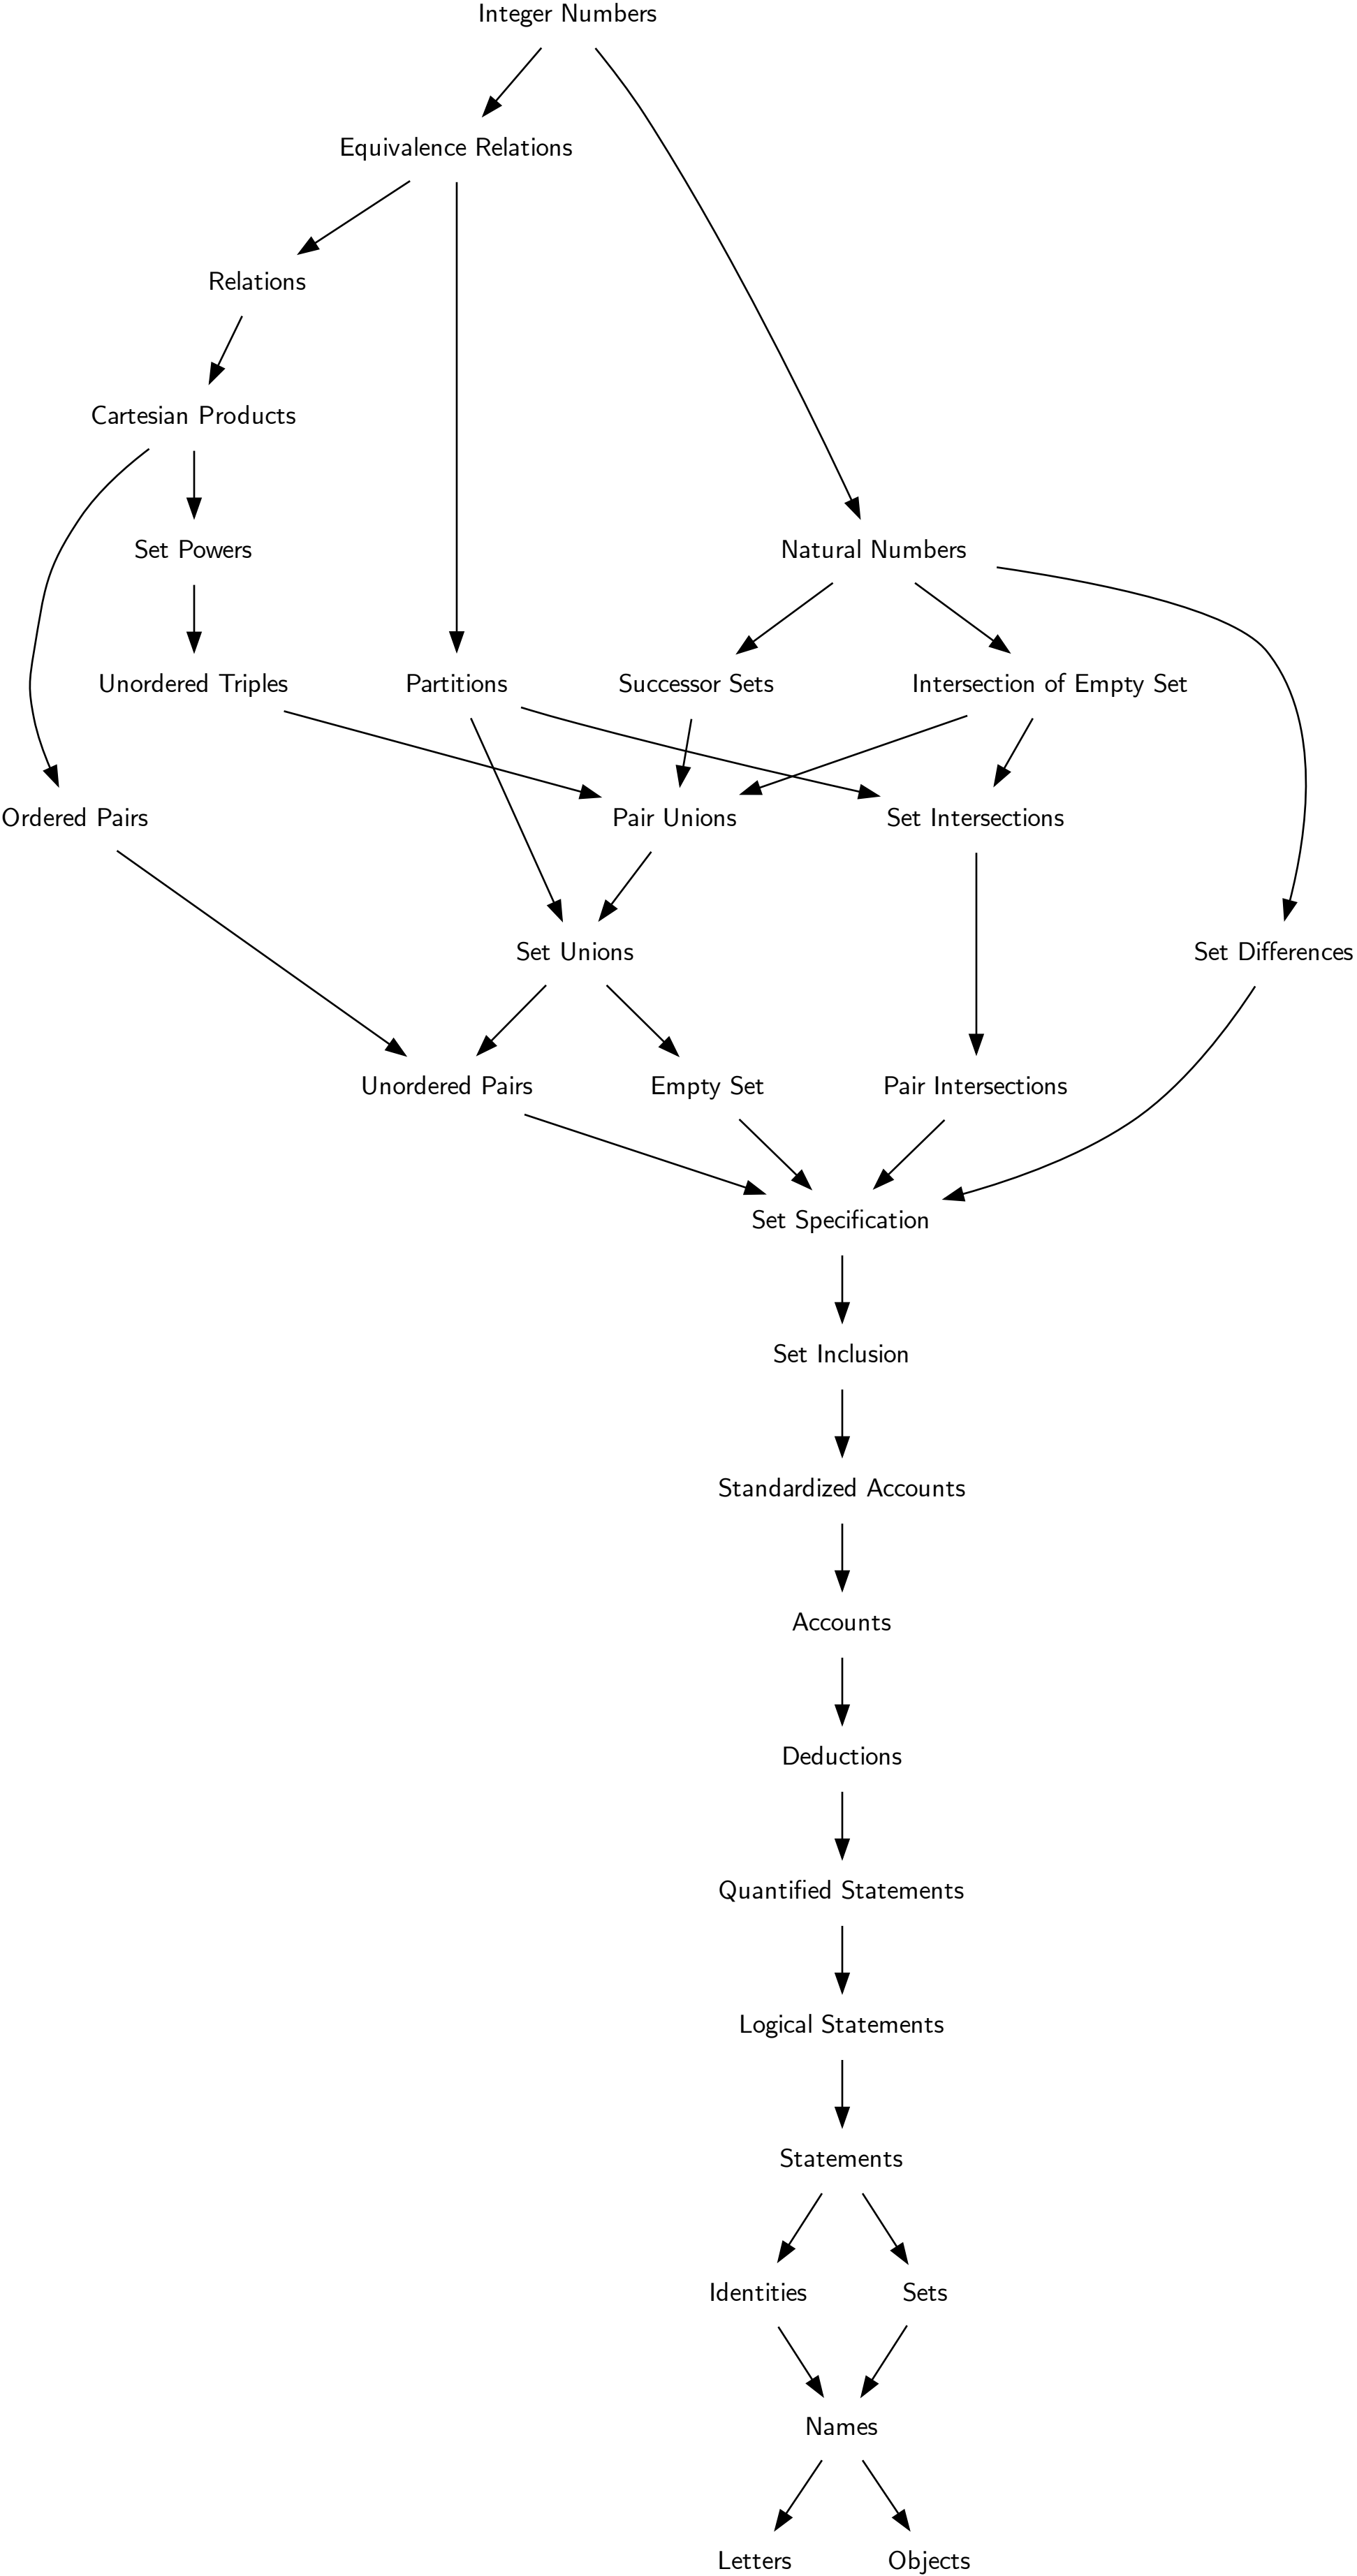 Integer Numbers
Equivalence Relations
Relations
Cartesian Products
Set Powers
Natural Numbers
Unordered Triples
Partitions
Successor Sets
Intersection of Empty Set
Ordered Pairs
Pair Unions
Set Intersections
Set Unions
Set Differences
Unordered Pairs
Empty Set
Pair Intersections
Set Specification
Set Inclusion
Standardized Accounts
Accounts
Deductions
Quantified Statements
Logical Statements
Statements
Identities
Sets
Names
Letters
Objects